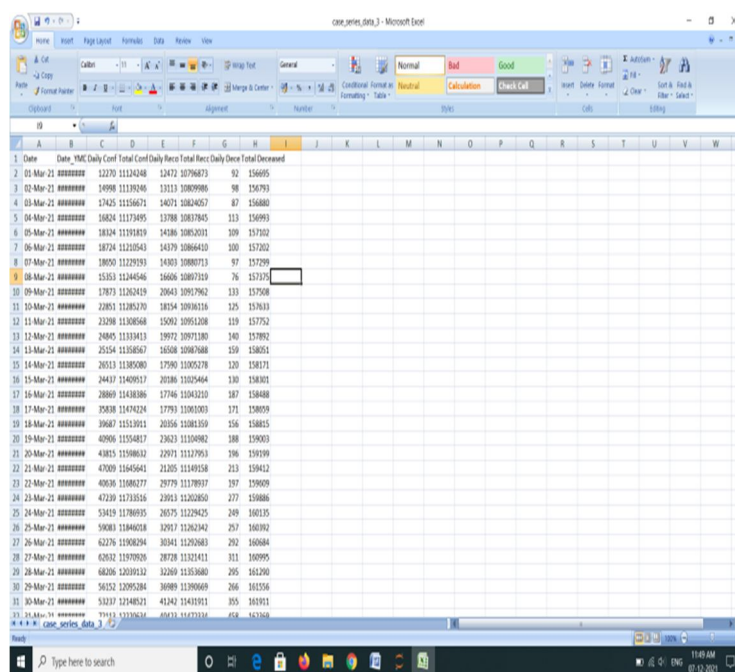 case_series_data_3 - Microsoft Excel
Home Insert Page Layout Formulas Data Review View
Cut
Copy
Format Painter
Paste
Calibri 11
Wrap Text
Merge & Center
General
Conditional Formatting Format as Table
Normal Bad Good
Neutral Calculation Check Cell
Insert Delete Format
AutoSum
Fill
Clear
Sort & Filter Find & Select
Clipboard Font Alignment Number Styles Cells Editing
I9
A B C D E F G H I J K L M N O P Q R S T U V W
1 Date Date_YMD Daily Conf Total Conf Daily Reco Total Reco Daily Dece Total Deceased
2 01-Mar-21 ######## 12270 11124248 12472 10796873 92 156695
3 02-Mar-21 ######## 14998 11139246 13113 10809986 98 156793
4 03-Mar-21 ######## 17425 11156671 14071 10824057 87 156880
5 04-Mar-21 ######## 16824 11173495 13788 10837845 113 156993
6 05-Mar-21 ######## 18324 11191819 14186 10852031 109 157102
7 06-Mar-21 ######## 18724 11210543 14379 10866410 100 157202
8 07-Mar-21 ######## 18650 11229193 14303 10880713 97 157299
9 08-Mar-21 ######## 15353 11244546 16606 10897319 76 157375
10 09-Mar-21 ######## 17873 11262419 20643 10917962 133 157508
11 10-Mar-21 ######## 22851 11285270 18154 10936116 125 157633
12 11-Mar-21 ######## 23298 11308568 15092 10951208 119 157752
13 12-Mar-21 ######## 24845 11333413 19972 10971180 140 157892
14 13-Mar-21 ######## 25154 11358567 16508 10987688 159 158051
15 14-Mar-21 ######## 26513 11385080 17590 11005278 120 158171
16 15-Mar-21 ######## 24437 11409517 20186 11025464 130 158301
17 16-Mar-21 ######## 28869 11438386 17746 11043210 187 158488
18 17-Mar-21 ######## 35838 11474224 17793 11061003 171 158659
19 18-Mar-21 ######## 39687 11513911 20356 11081359 156 158815
20 19-Mar-21 ######## 40906 11554817 23623 11104982 188 159003
21 20-Mar-21 ######## 43815 11598632 22971 11127953 196 159199
22 21-Mar-21 ######## 47009 11645641 21205 11149158 213 159412
23 22-Mar-21 ######## 40636 11686277 29779 11178937 197 159609
24 23-Mar-21 ######## 47239 11733516 23913 11202850 277 159886
25 24-Mar-21 ######## 53419 11786935 26575 11229425 249 160135
26 25-Mar-21 ######## 59083 11846018 32917 11262342 257 160392
27 26-Mar-21 ######## 62276 11908294 30341 11292683 292 160684
28 27-Mar-21 ######## 62632 11970926 28728 11321411 311 160995
29 28-Mar-21 ######## 68206 12039132 32269 11353680 295 161290
30 29-Mar-21 ######## 56152 12095284 36989 11390669 266 161556
31 30-Mar-21 ######## 53237 12148521 41242 11431911 355 161911
case_series_data_3
Ready
100%
Type here to search
ENG
11:49 AM
07-12-2021